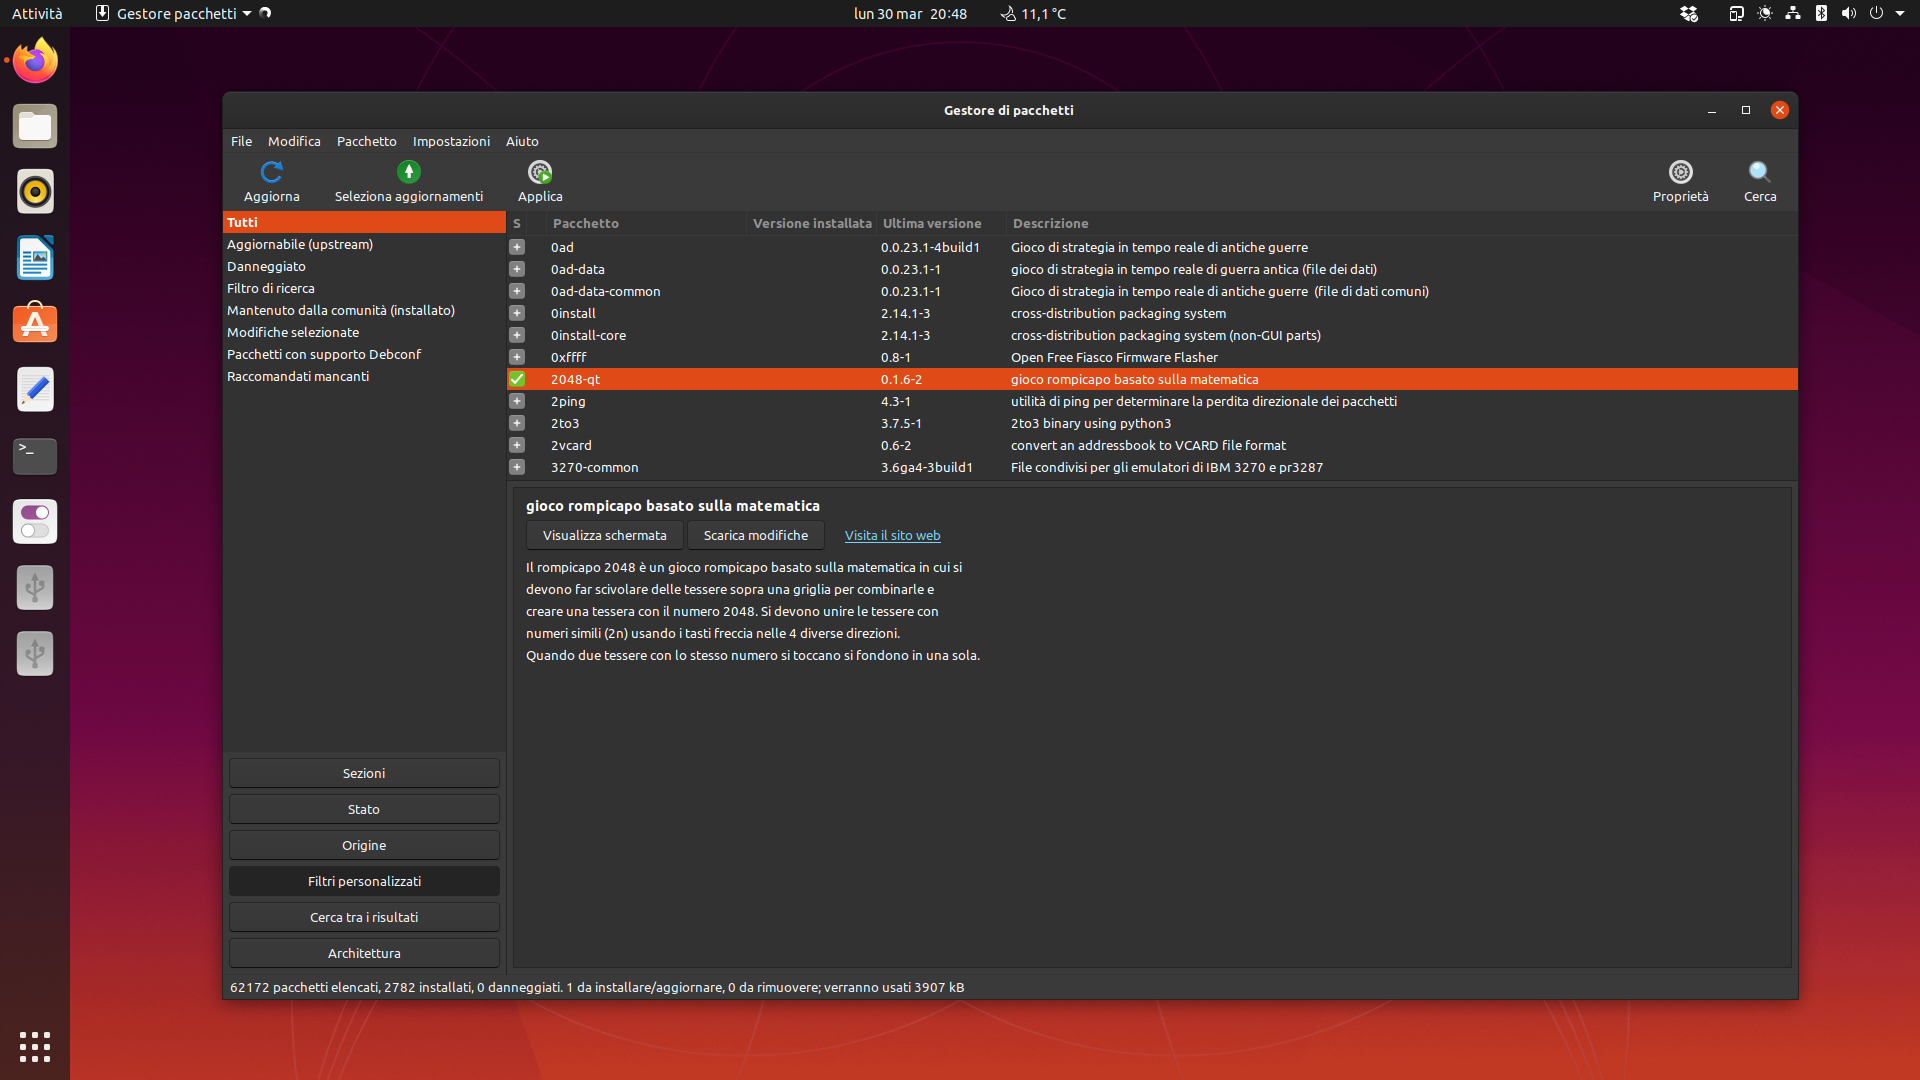 Attività Gestore pacchetti lun 30 mar 20:48 11,1 °C
Gestore di pacchetti
File Modifica Pacchetto Impostazioni Aiuto
Aggiorna Seleziona aggiornamenti Applica Proprietà Cerca
Tutti
Aggiornabile (upstream)
Danneggiato
Filtro di ricerca
Mantenuto dalla comunità (installato)
Modifiche selezionate
Pacchetti con supporto Debconf
Raccomandati mancanti
Sezioni
Stato
Origine
Filtri personalizzati
Cerca tra i risultati
Architettura
S Pacchetto Versione installata Ultima versione Descrizione
0ad 0.0.23.1-4build1 Gioco di strategia in tempo reale di antiche guerre
0ad-data 0.0.23.1-1 gioco di strategia in tempo reale di guerra antica (file dei dati)
0ad-data-common 0.0.23.1-1 Gioco di strategia in tempo reale di antiche guerre (file di dati comuni)
0install 2.14.1-3 cross-distribution packaging system
0install-core 2.14.1-3 cross-distribution packaging system (non-GUI parts)
0xffff 0.8-1 Open Free Fiasco Firmware Flasher
2048-qt 0.1.6-2 gioco rompicapo basato sulla matematica
2ping 4.3-1 utilità di ping per determinare la perdita direzionale dei pacchetti
2to3 3.7.5-1 2to3 binary using python3
2vcard 0.6-2 convert an addressbook to VCARD file format
3270-common 3.6ga4-3build1 File condivisi per gli emulatori di IBM 3270 e pr3287
gioco rompicapo basato sulla matematica
Visualizza schermata Scarica modifiche Visita il sito web
Il rompicapo 2048 è un gioco rompicapo basato sulla matematica in cui si
devono far scivolare delle tessere sopra una griglia per combinarle e
creare una tessera con il numero 2048. Si devono unire le tessere con
numeri simili (2n) usando i tasti freccia nelle 4 diverse direzioni.
Quando due tessere con lo stesso numero si toccano si fondono in una sola.
62172 pacchetti elencati, 2782 installati, 0 danneggiati. 1 da installare/aggiornare, 0 da rimuovere; verranno usati 3907 kB